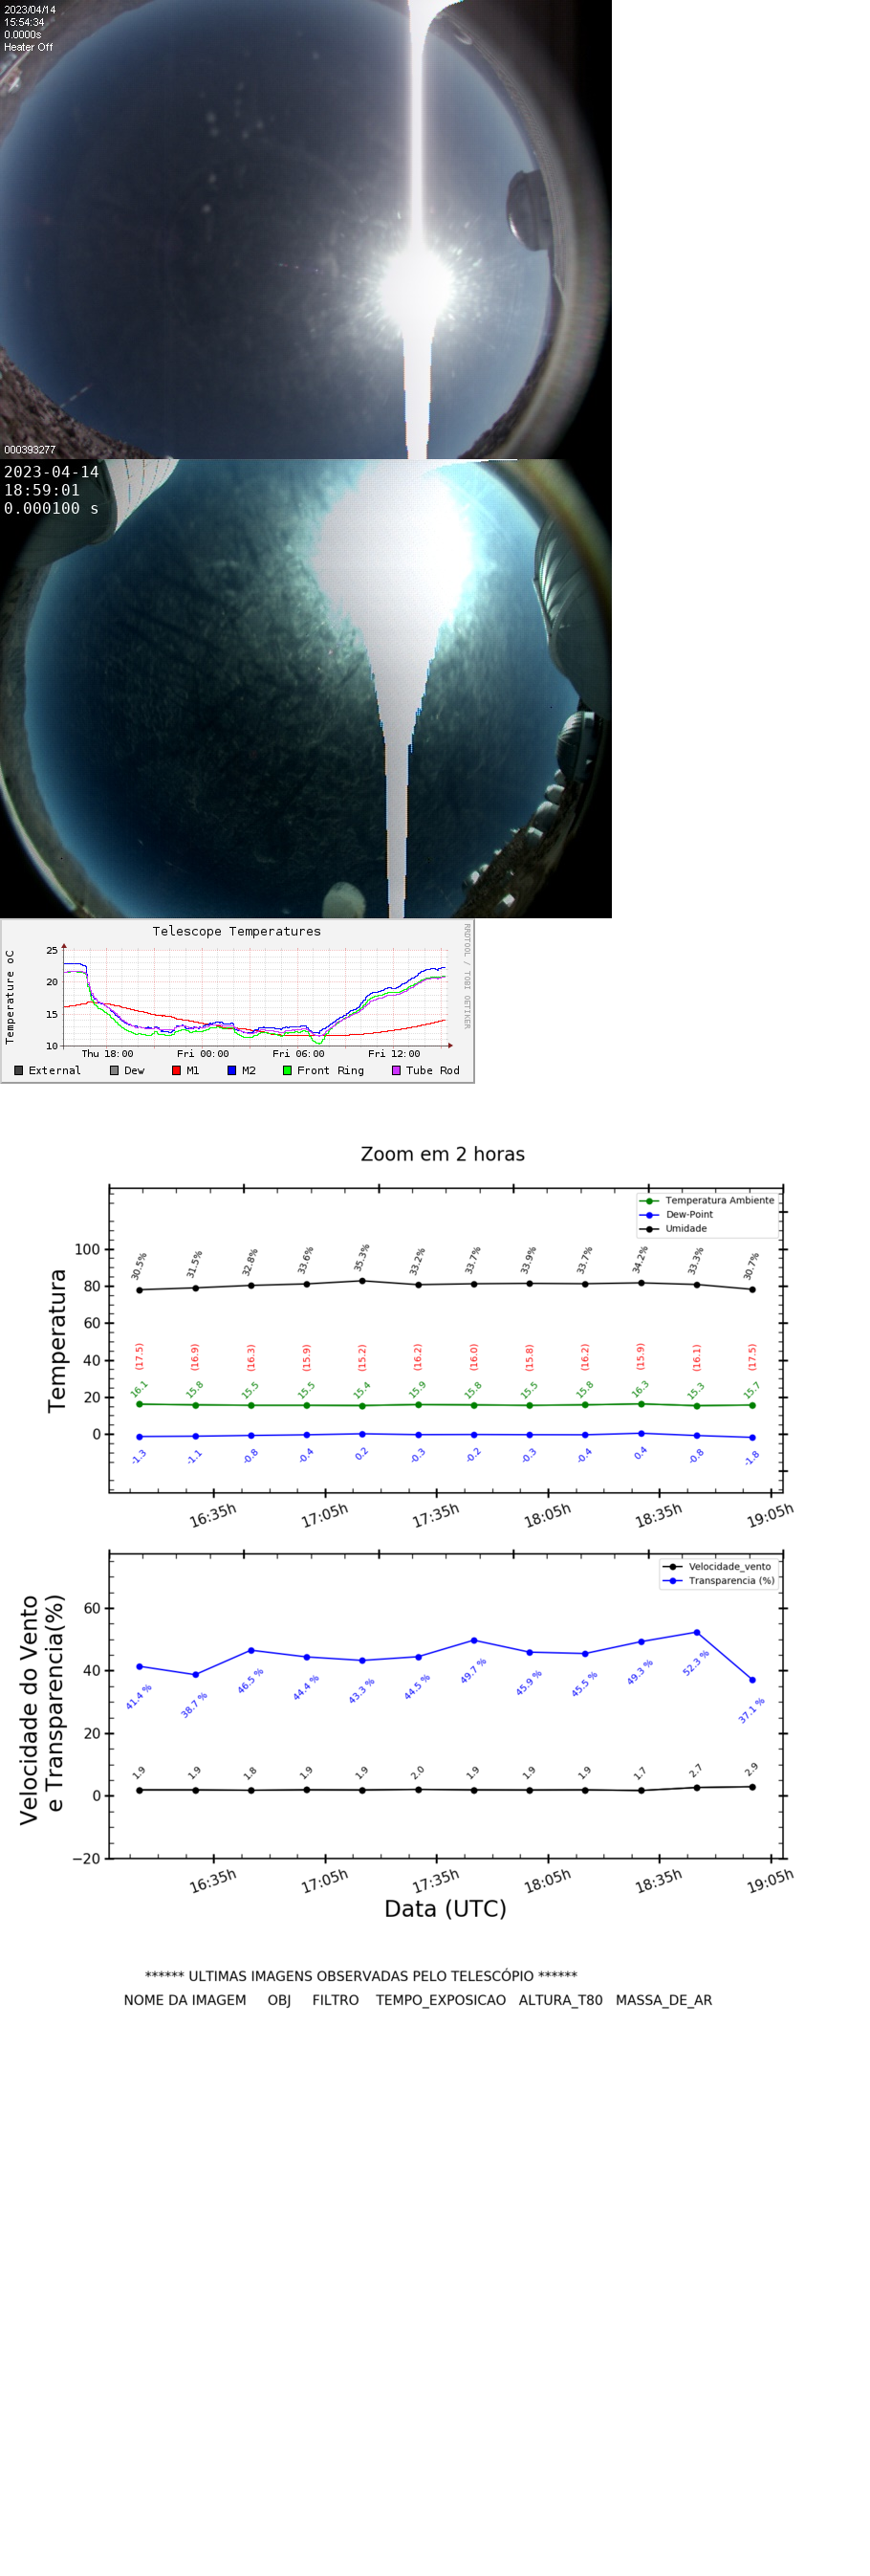 2023/04/14
15:54:34
0.0000s
Heater Off
000393277
2023-04-14
18:59:01
0.000100 s
Telescope Temperatures
RRDTOOL / TOBI OETIKER
Temperature oC
25
20
15
10
Thu 18:00 Fri 00:00 Fri 06:00 Fri 12:00
External Dew M1 M2 Front Ring Tube Rod
Zoom em 2 horas
Temperatura Ambiente
Dew-Point
Umidade
Temperatura
100
80
60
40
20
0
30.5% 31.5% 32.8% 33.6% 35.3% 33.2% 33.7% 33.9% 33.7% 34.2% 33.3% 30.7%
(17.5) (16.9) (16.3) (15.9) (15.2) (16.2) (16.0) (15.8) (16.2) (15.9) (16.1) (17.5)
16.1 15.8 15.5 15.5 15.4 15.9 15.8 15.5 15.8 16.3 15.3 15.7
-1.3 -1.1 -0.8 -0.4 0.2 -0.3 -0.2 -0.3 -0.4 0.4 -0.8 -1.8
16:35h 17:05h 17:35h 18:05h 18:35h 19:05h
Velocidade_vento
Transparencia (%)
Velocidade do Vento
e Transparencia(%)
60
40
20
0
−20
41.4 % 38.7 % 46.5 % 44.4 % 43.3 % 44.5 % 49.7 % 45.9 % 45.5 % 49.3 % 52.3 % 37.1 %
1.9 1.9 1.8 1.9 1.9 2.0 1.9 1.9 1.9 1.7 2.7 2.9
16:35h 17:05h 17:35h 18:05h 18:35h 19:05h
Data (UTC)
****** ULTIMAS IMAGENS OBSERVADAS PELO TELESCÓPIO ******
NOME DA IMAGEM OBJ FILTRO TEMPO_EXPOSICAO ALTURA_T80 MASSA_DE_AR